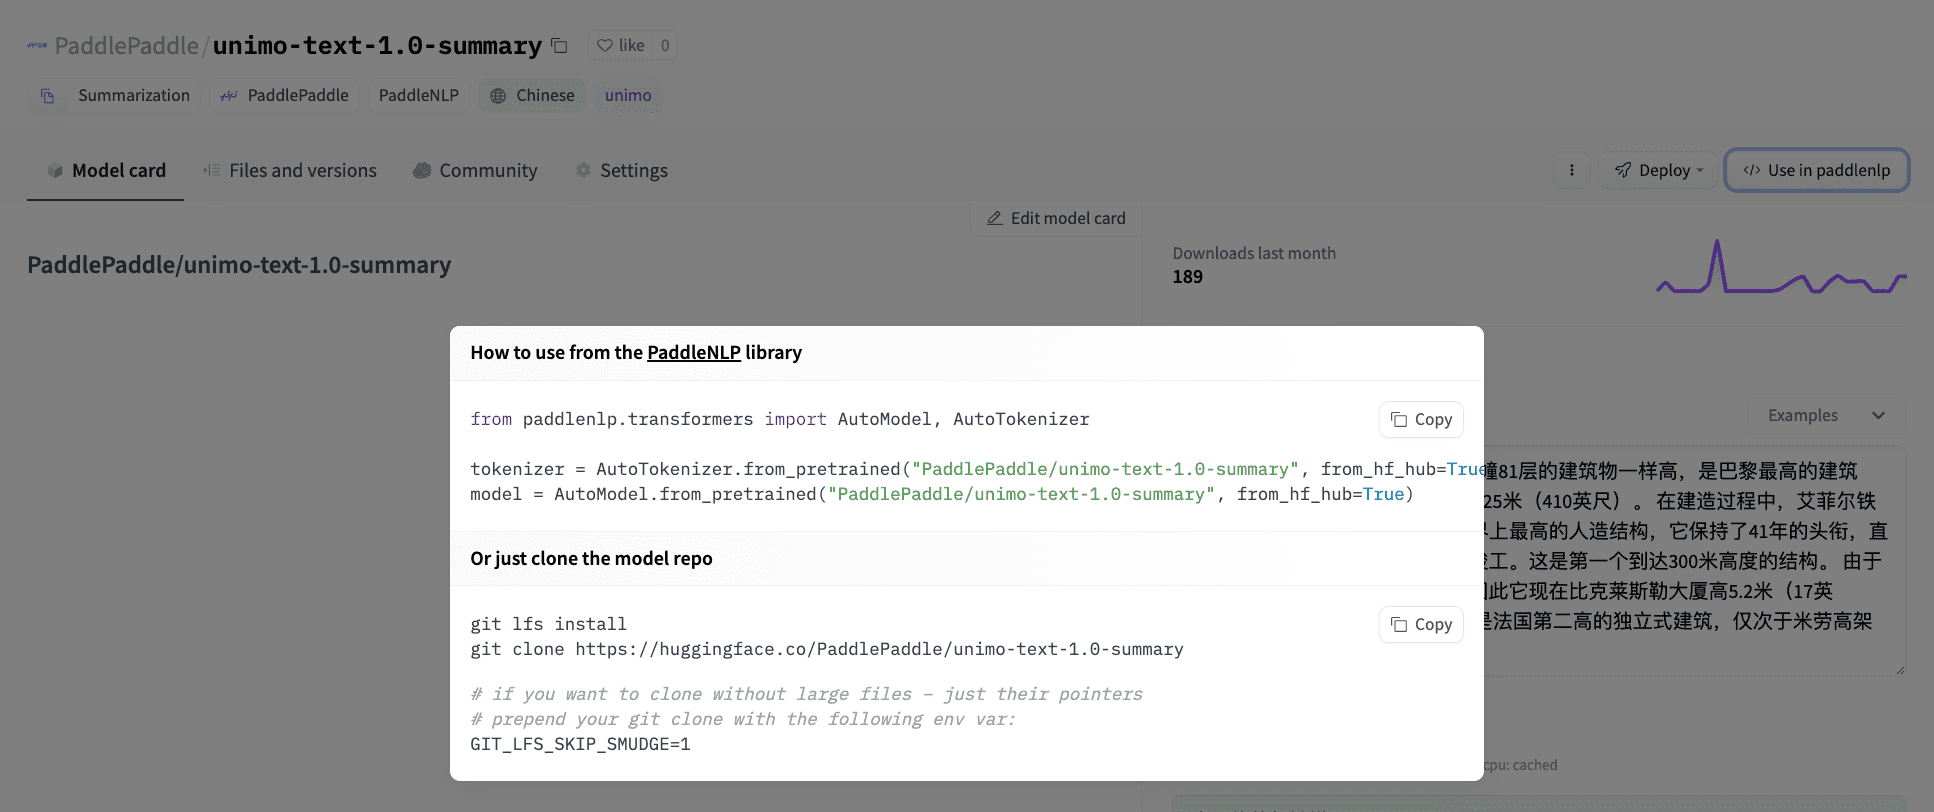 PaddlePaddle/unimo-text-1.0-summary
like 0
Summarization PaddlePaddle PaddleNLP Chinese unimo
Model card Files and versions Community Settings Deploy </> Use in paddlenlp
Edit model card
PaddlePaddle/unimo-text-1.0-summary
Downloads last month
189
How to use from the PaddleNLP library
from paddlenlp.transformers import AutoModel, AutoTokenizer
Copy
tokenizer = AutoTokenizer.from_pretrained("PaddlePaddle/unimo-text-1.0-summary", from_hf_hub=True
model = AutoModel.from_pretrained("PaddlePaddle/unimo-text-1.0-summary", from_hf_hub=True)
Or just clone the model repo
git lfs install
Copy
git clone https://huggingface.co/PaddlePaddle/unimo-text-1.0-summary
# if you want to clone without large files – just their pointers
# prepend your git clone with the following env var:
GIT_LFS_SKIP_SMUDGE=1
Examples
81层的建筑物一样高，是巴黎最高的建筑
25米（410英尺）。 在建造过程中，艾菲尔铁
上最高的人造结构，它保持了41年的头衔，直
工。这是第一个到达300米高度的结构。 由于
此它现在比克莱斯勒大厦高5.2米（17英
是法国第二高的独立式建筑，仅次于米劳高架
cpu: cached